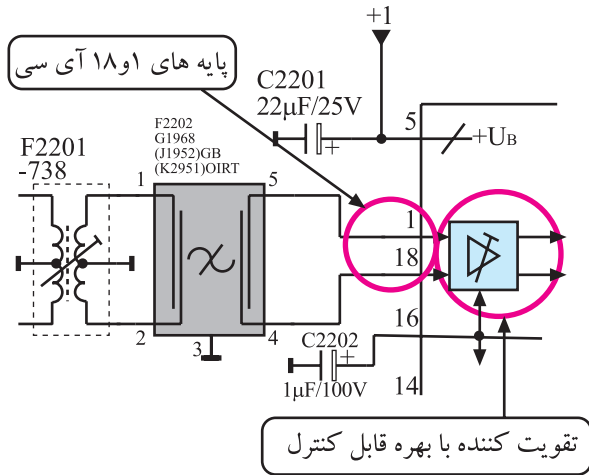 +1
پایه های ۱و۱۸ آی سی
C2201
22µF/25V
+
5
+UB
F2201
-738
F2202
G1968
(J1952)GB
(K2951)OIRT
1
5
1
18
2
3
4
16
C2202
+
1µF/100V
14
تقویت کننده با بهره قابل کنترل